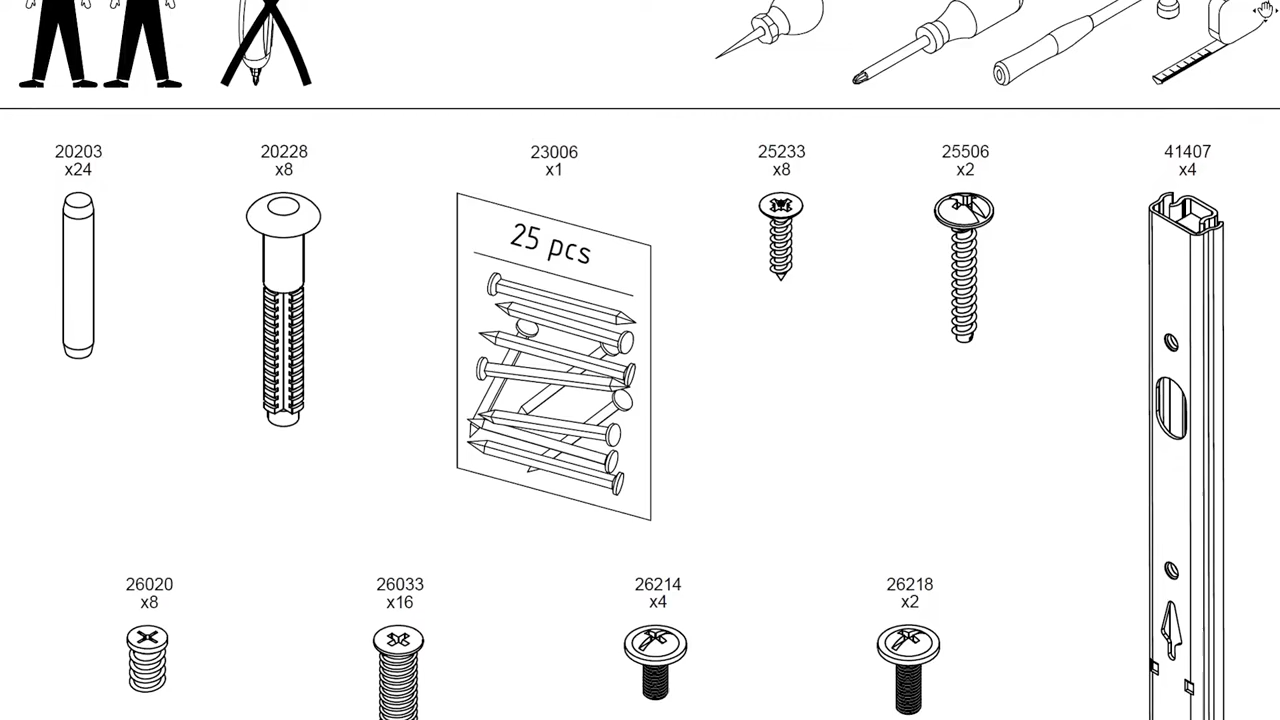 20203
x24
20228
x8
23006
x1
25233
x8
25506
x2
41407
x4
25 pcs
26020
x8
26033
x16
26214
x4
26218
x2